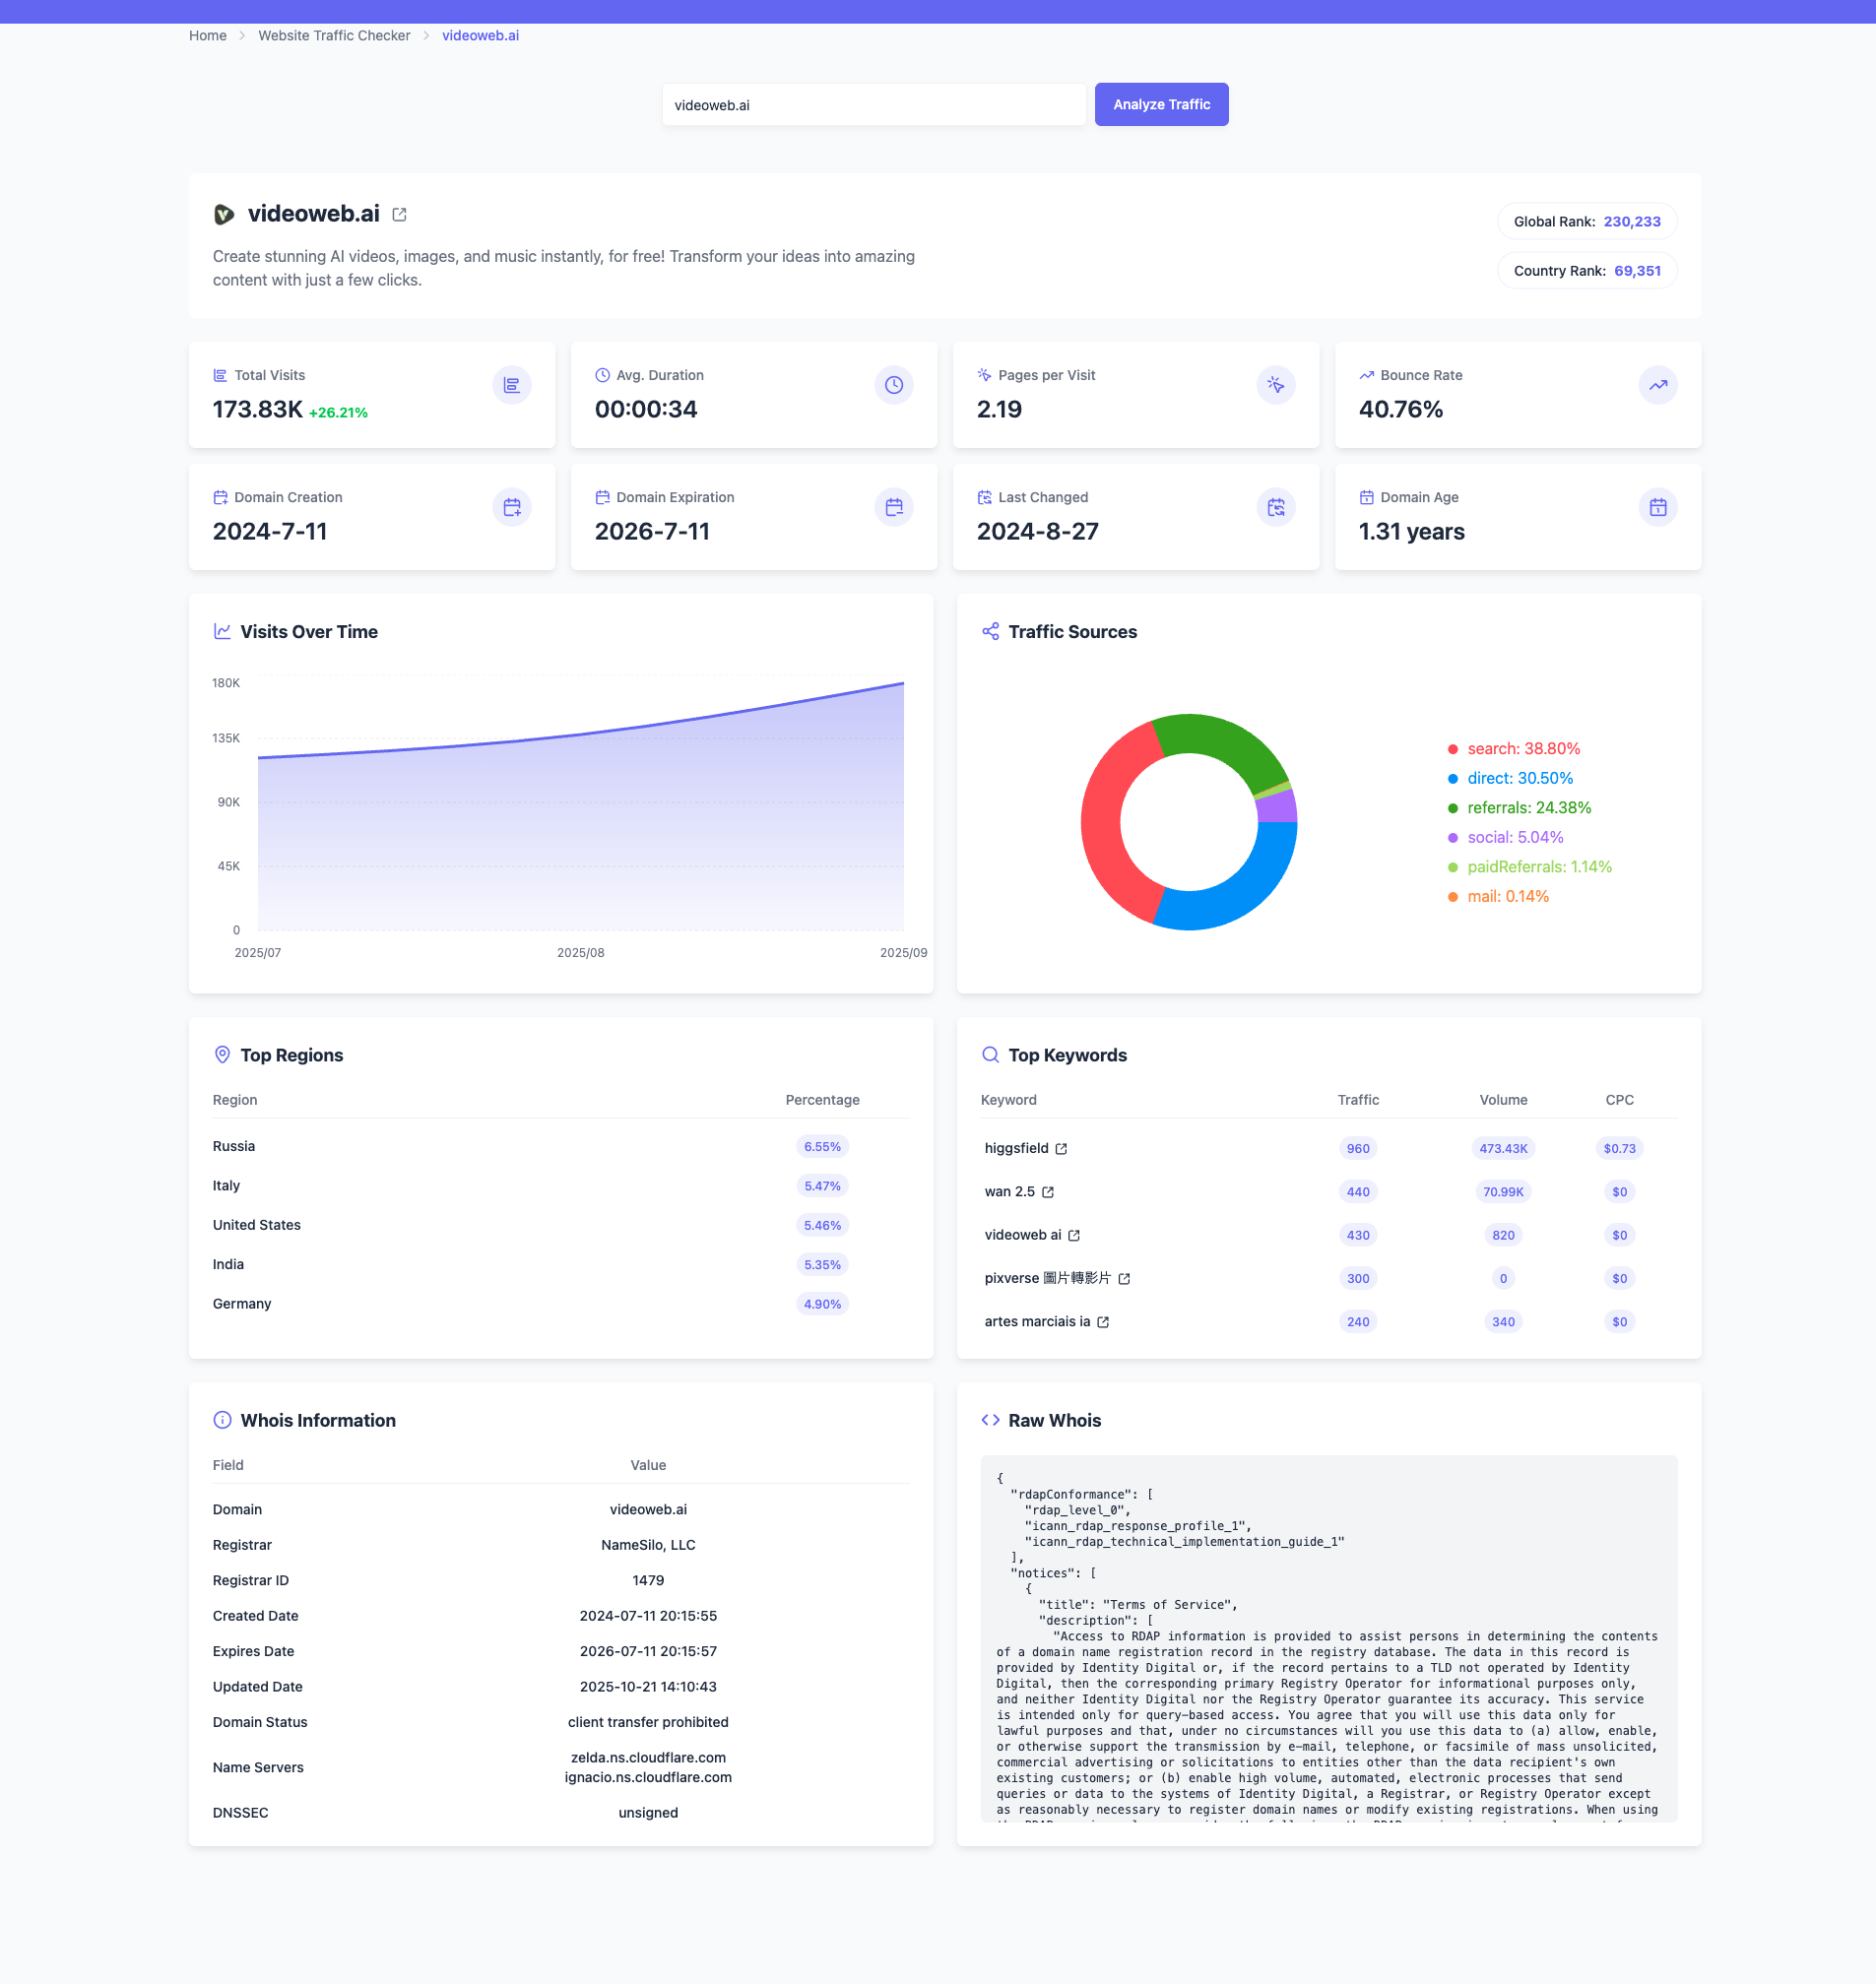 Home > Website Traffic Checker > videoweb.ai
videoweb.ai
Analyze Traffic
videoweb.ai
Create stunning AI videos, images, and music instantly, for free! Transform your ideas into amazing
content with just a few clicks.
Global Rank: 230,233
Country Rank: 69,351
Total Visits
173.83K +26.21%
Avg. Duration
00:00:34
Pages per Visit
2.19
Bounce Rate
40.76%
Domain Creation
2024-7-11
Domain Expiration
2026-7-11
Last Changed
2024-8-27
Domain Age
1.31 years
Visits Over Time
180K
135K
90K
45K
0
2025/07 2025/08 2025/09
Traffic Sources
search: 38.80%
direct: 30.50%
referrals: 24.38%
social: 5.04%
paidReferrals: 1.14%
mail: 0.14%
Top Regions
Region Percentage
Russia 6.55%
Italy 5.47%
United States 5.46%
India 5.35%
Germany 4.90%
Top Keywords
Keyword Traffic Volume CPC
higgsfield 960 473.43K $0.73
wan 2.5 440 70.99K $0
videoweb ai 430 820 $0
pixverse 圖片轉影片 300 0 $0
artes marciais ia 240 340 $0
Whois Information
Field Value
Domain videoweb.ai
Registrar NameSilo, LLC
Registrar ID 1479
Created Date 2024-07-11 20:15:55
Expires Date 2026-07-11 20:15:57
Updated Date 2025-10-21 14:10:43
Domain Status client transfer prohibited
Name Servers zelda.ns.cloudflare.com
ignacio.ns.cloudflare.com
DNSSEC unsigned
Raw Whois
{
"rdapConformance": [
"rdap_level_0",
"icann_rdap_response_profile_1",
"icann_rdap_technical_implementation_guide_1"
],
"notices": [
{
"title": "Terms of Service",
"description": [
"Access to RDAP information is provided to assist persons in determining the contents
of a domain name registration record in the registry database. The data in this record is
provided by Identity Digital or, if the record pertains to a TLD not operated by Identity
Digital, then the corresponding primary Registry Operator for informational purposes only,
and neither Identity Digital nor the Registry Operator guarantee its accuracy. This service
is intended only for query-based access. You agree that you will use this data only for
lawful purposes and that, under no circumstances will you use this data to (a) allow, enable,
or otherwise support the transmission by e-mail, telephone, or facsimile of mass unsolicited,
commercial advertising or solicitations to entities other than the data recipient's own
existing customers; or (b) enable high volume, automated, electronic processes that send
queries or data to the systems of Identity Digital, a Registrar, or Registry Operator except
as reasonably necessary to register domain names or modify existing registrations. When using